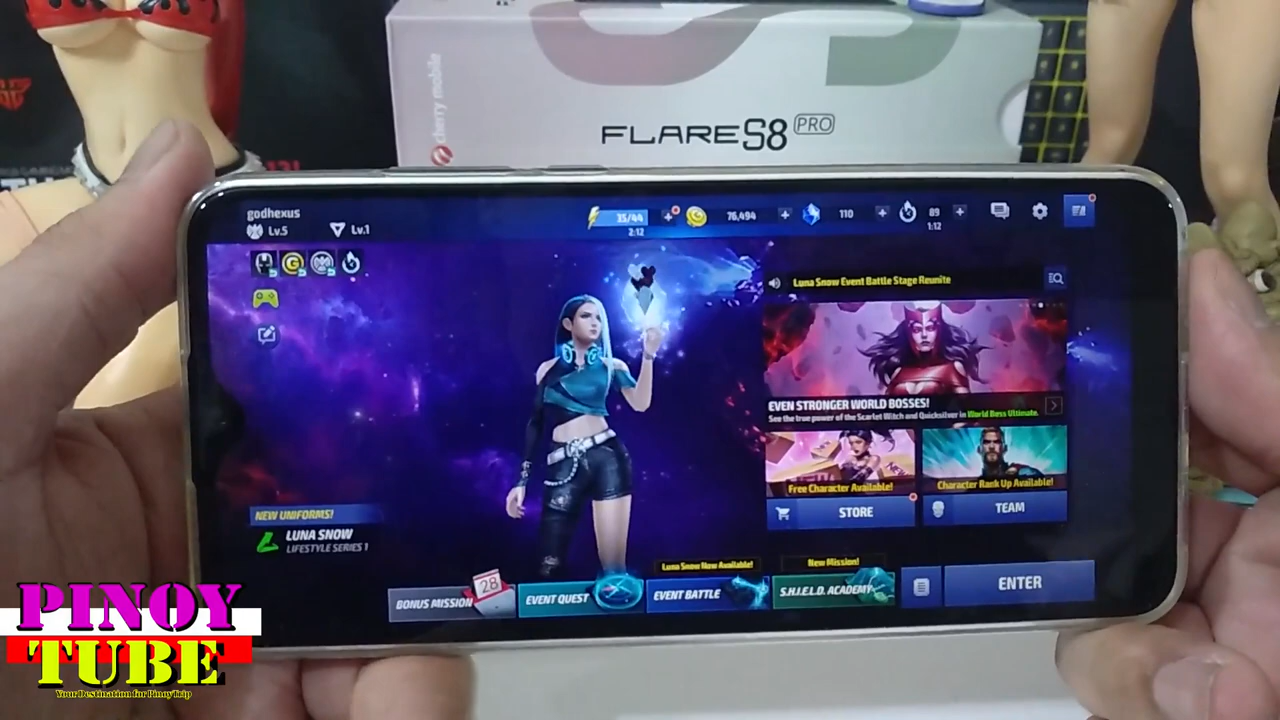 cherry mobile
FLARE S8 PRO
godhexus
Lv.5
Lv.1
35/44
2:12
76,494
110
89
1:12
Luna Snow Event Battle Stage Reunite
EVEN STRONGER WORLD BOSSES!
See the true power of the Scarlet Witch and Quicksilver in World Boss Ultimate.
NEW
Free Character Available!
Character Rank Up Available!
STORE
TEAM
NEW UNIFORMS!
LUNA SNOW
LIFESTYLE SERIES 1
Luna Snow Now Available!
New Mission!
28
BONUS MISSION
EVENT QUEST
EVENT BATTLE
S.H.I.E.L.D. ACADEMY
ENTER
PINOY
TUBE
Your Destination for PinoyTrip